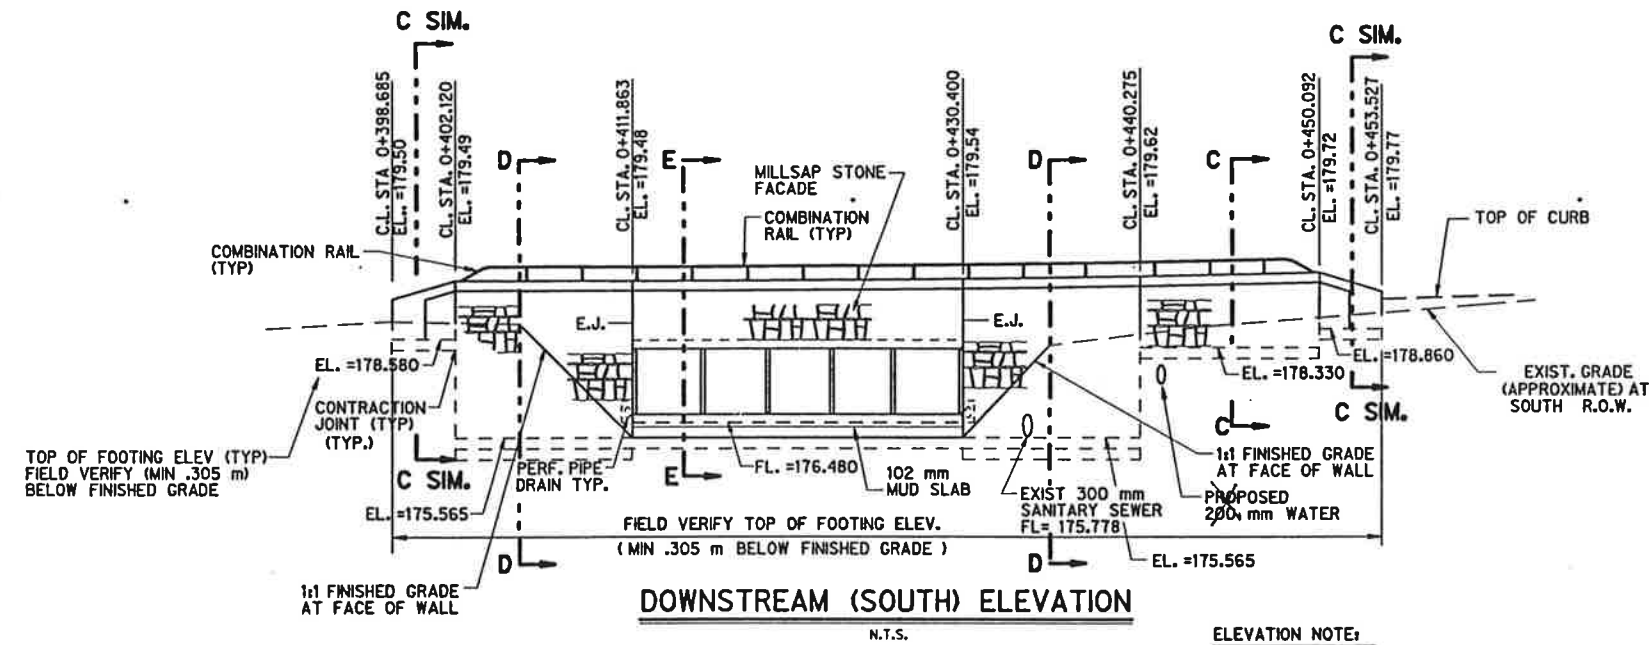 C SIM.
C SIM.
C.L. STA. 0+398.685
EL.. =179.50
CL. STA. 0+402.120
EL. =179.49
CL. STA. 0+411.863
EL. =179.48
CL. STA. 0+430.400
EL. =179.54
CL. STA. 0+440.275
EL. =179.62
CL. STA. 0+450.092
EL. =179.72
CL. STA. 0+453.527
EL. =179.77
D
E
D
C
MILLSAP STONE
FACADE
COMBINATION
RAIL (TYP)
TOP OF CURB
COMBINATION RAIL
(TYP)
E.J.
E.J.
EL. =178.580
EL. =178.860
EL. =178.330
EXIST. GRADE
(APPROXIMATE) AT
SOUTH R.O.W.
CONTRACTION
JOINT (TYP)
(TYP.)
C SIM.
C
TOP OF FOOTING ELEV (TYP)
FIELD VERIFY (MIN .305 m)
BELOW FINISHED GRADE
C SIM.
PERF. PIPE
DRAIN TYP.
E
FL. =176.480
102 mm
MUD SLAB
1:1 FINISHED GRADE
AT FACE OF WALL
EXIST 300 mm
SANITARY SEWER
FL= 175.778
PROPOSED
200 mm WATER
EL. =175.565
FIELD VERIFY TOP OF FOOTING ELEV.
(MIN .305 m BELOW FINISHED GRADE )
D
D
EL. =175.565
1:1 FINISHED GRADE
AT FACE OF WALL
DOWNSTREAM (SOUTH) ELEVATION
N.T.S.
ELEVATION NOTE: